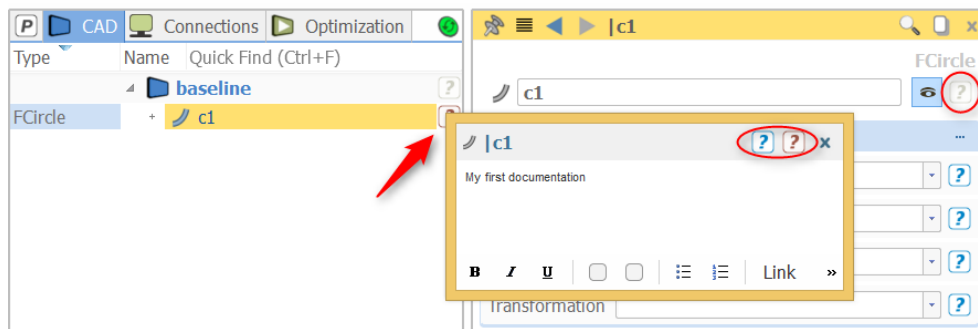 P CAD Connections Optimization
Type Name Quick Find (Ctrl+F)
baseline ?
FCircle c1
|c1
FCircle
c1 ?
...
|c1 ? ? x
My first documentation
B I U Link »
?
?
?
Transformation ?